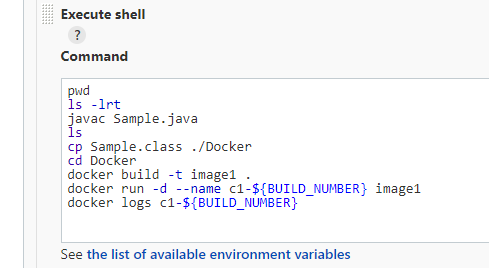 Execute shell
?
Command
pwd
ls -lrt
javac Sample.java
ls
cp Sample.class ./Docker
cd Docker
docker build -t image1 .
docker run -d --name c1-${BUILD_NUMBER} image1
docker logs c1-${BUILD_NUMBER}
See the list of available environment variables